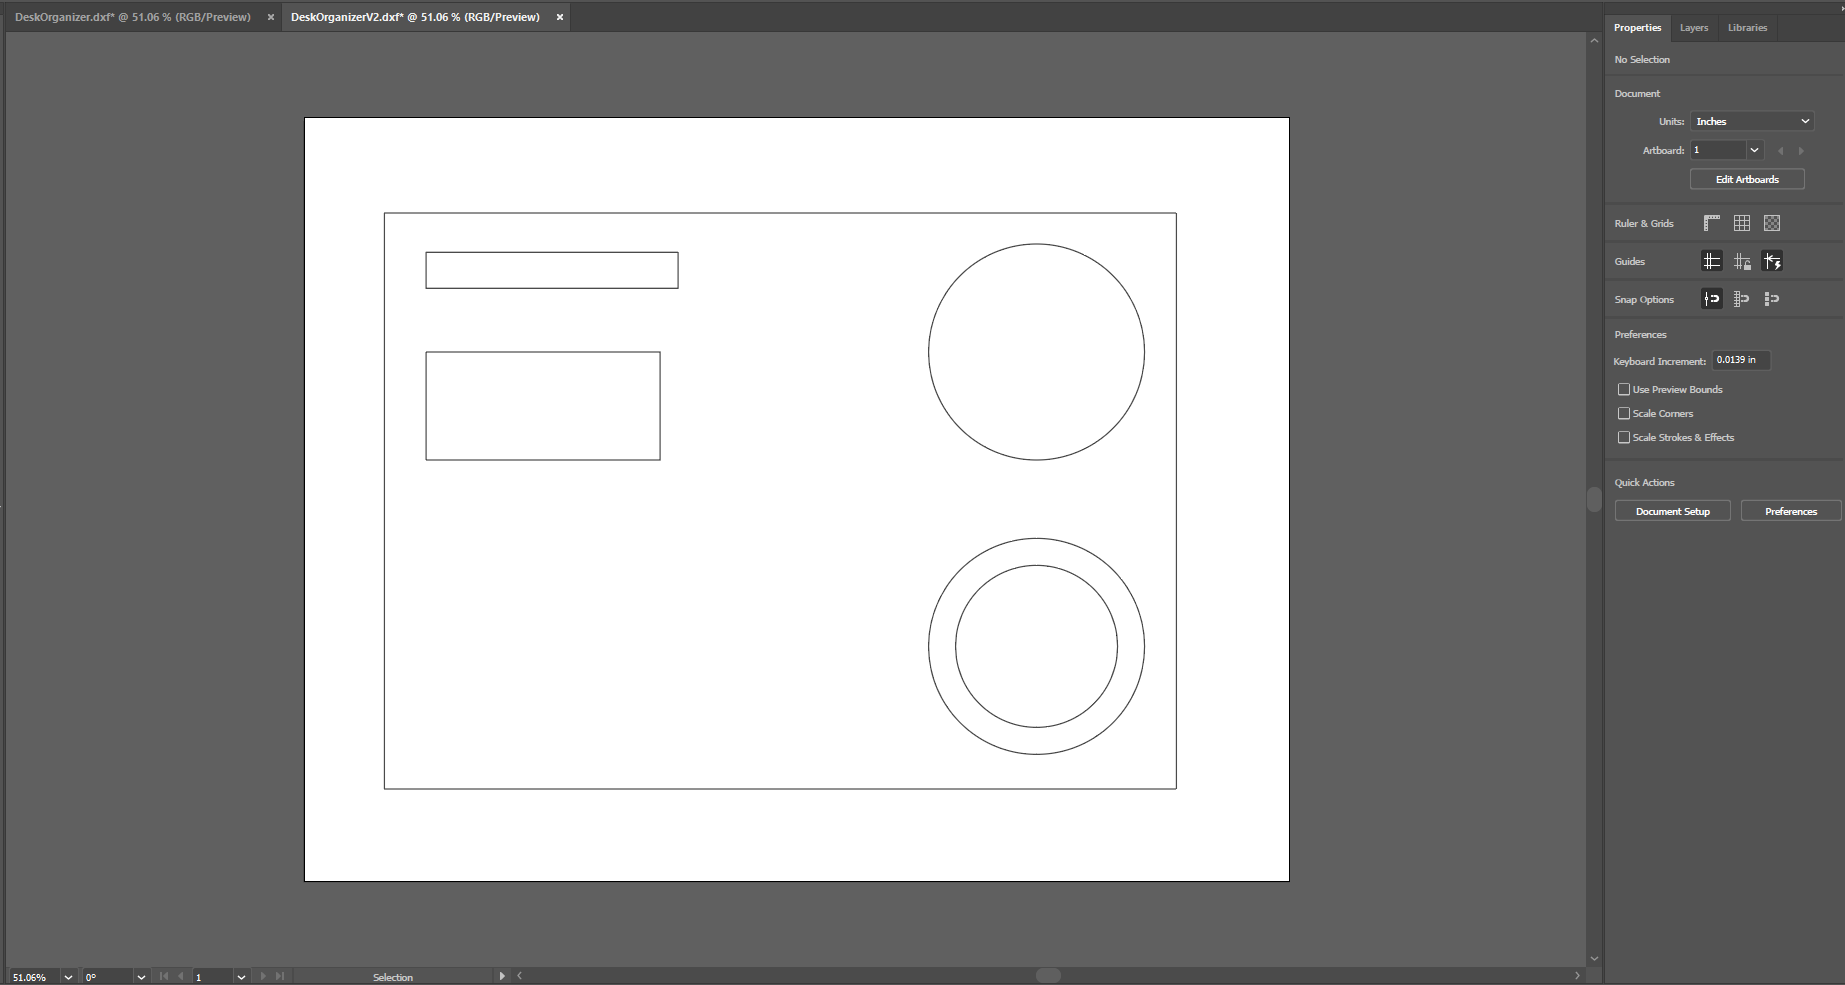 DeskOrganizer.dxf* @ 51.06 % (RGB/Preview) × DeskOrganizerV2.dxf* @ 51.06 % (RGB/Preview) ×
Properties Layers Libraries
No Selection
Document
Units: Inches
Artboard: 1
Edit Artboards
Ruler & Grids
Guides
Snap Options
Preferences
Keyboard Increment: 0.0139 in
Use Preview Bounds
Scale Corners
Scale Strokes & Effects
Quick Actions
Document Setup Preferences
51.06% 0° 1 Selection